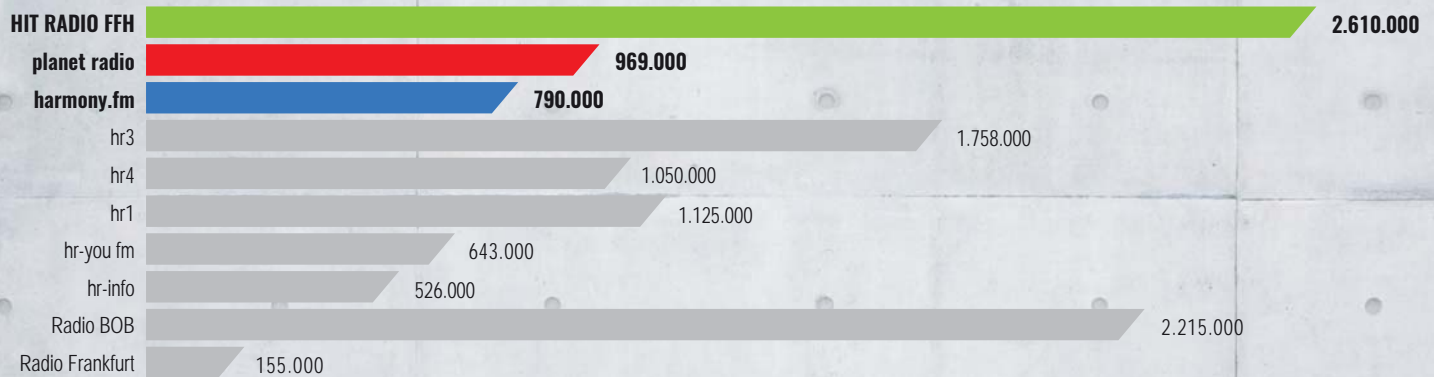 HIT RADIO FFH 2.610.000
planet radio 969.000
harmony.fm 790.000
hr3 1.758.000
hr4 1.050.000
hr1 1.125.000
hr-you fm 643.000
hr-info 526.000
Radio BOB 2.215.000
Radio Frankfurt 155.000